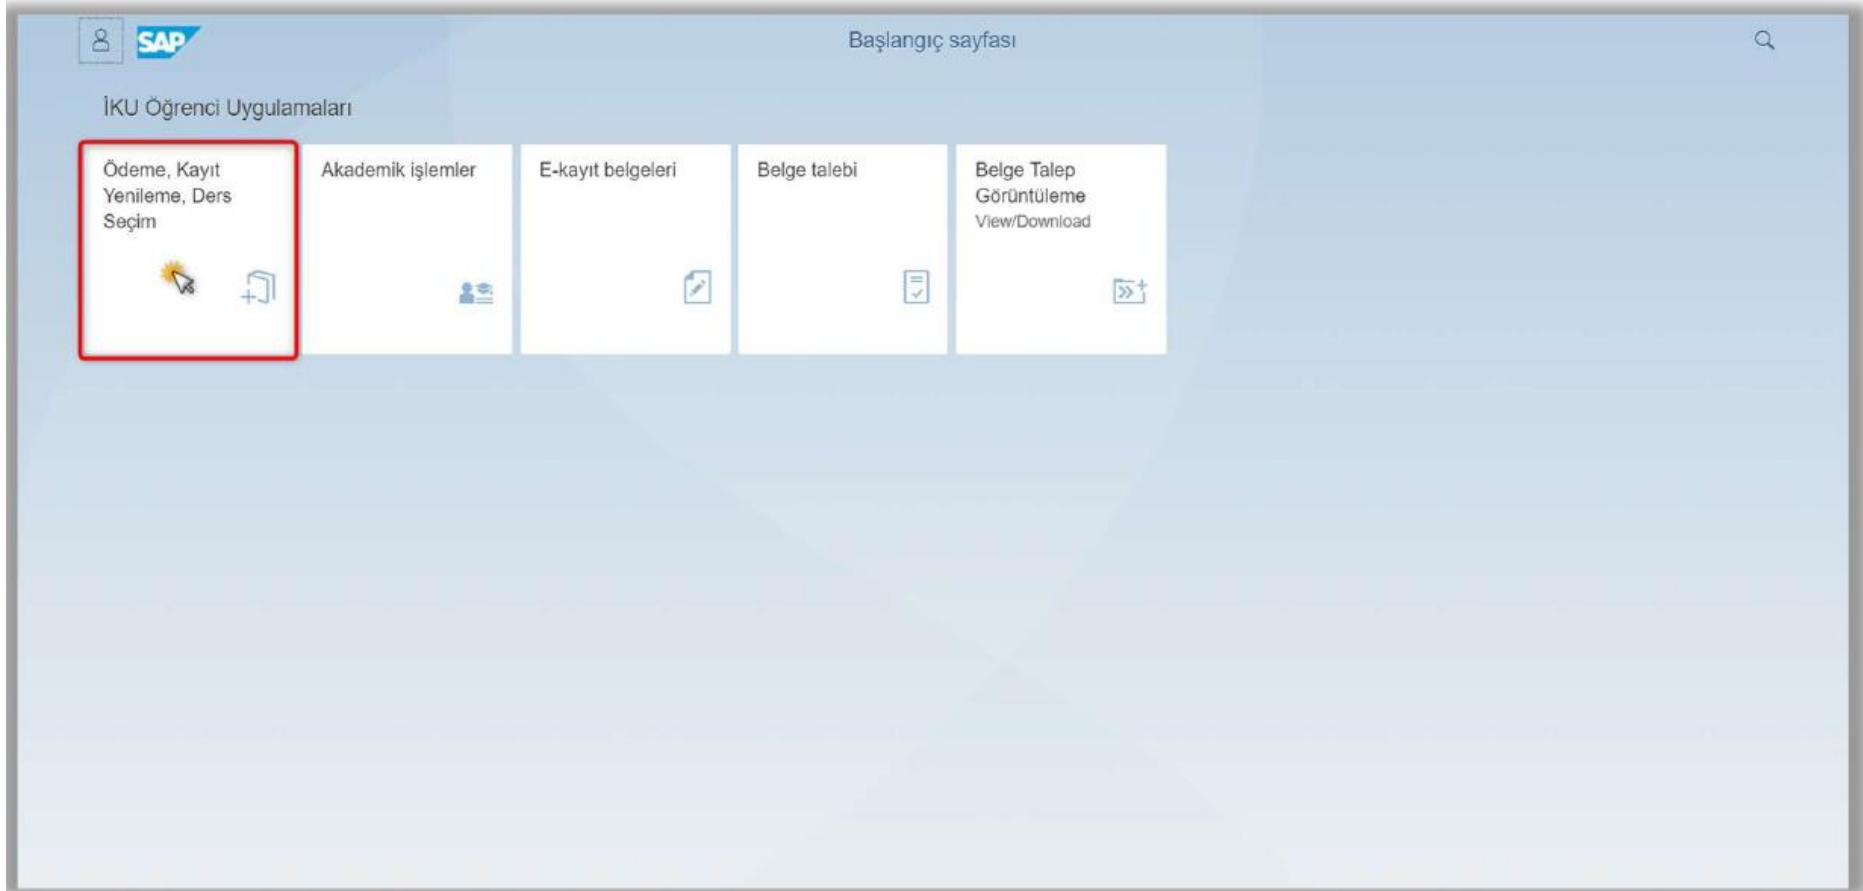 SAP
Başlangıç sayfası
İKU Öğrenci Uygulamaları
Ödeme, Kayıt
Yenileme, Ders
Seçim
Akademik işlemler
E-kayıt belgeleri
Belge talebi
Belge Talep
Görüntüleme
View/Download